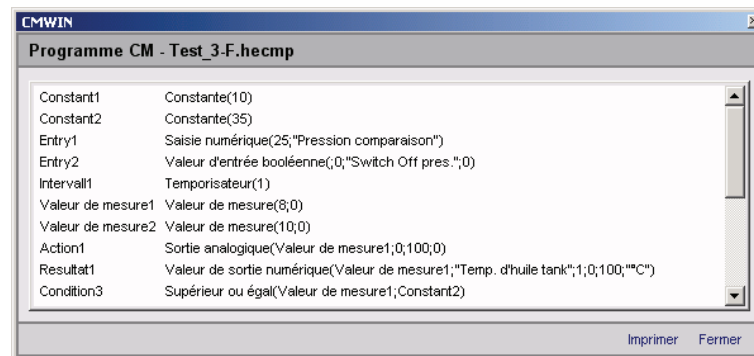 CMWIN
Programme CM - Test_3-F.hecmp
Constant1 Constante(10)
Constant2 Constante(35)
Entry1 Saisie numérique(25;"Pression comparaison")
Entry2 Valeur d'entrée booléenne(;0;"Switch Off pres.";0)
Intervall1 Temporisateur(1)
Valeur de mesure1 Valeur de mesure(8;0)
Valeur de mesure2 Valeur de mesure(10;0)
Action1 Sortie analogique(Valeur de mesure1;0;100;0)
Resultat1 Valeur de sortie numérique(Valeur de mesure1;"Temp. d'huile tank";1;0;100;"°C")
Condition3 Supérieur ou égal(Valeur de mesure1;Constant2)
Imprimer Fermer